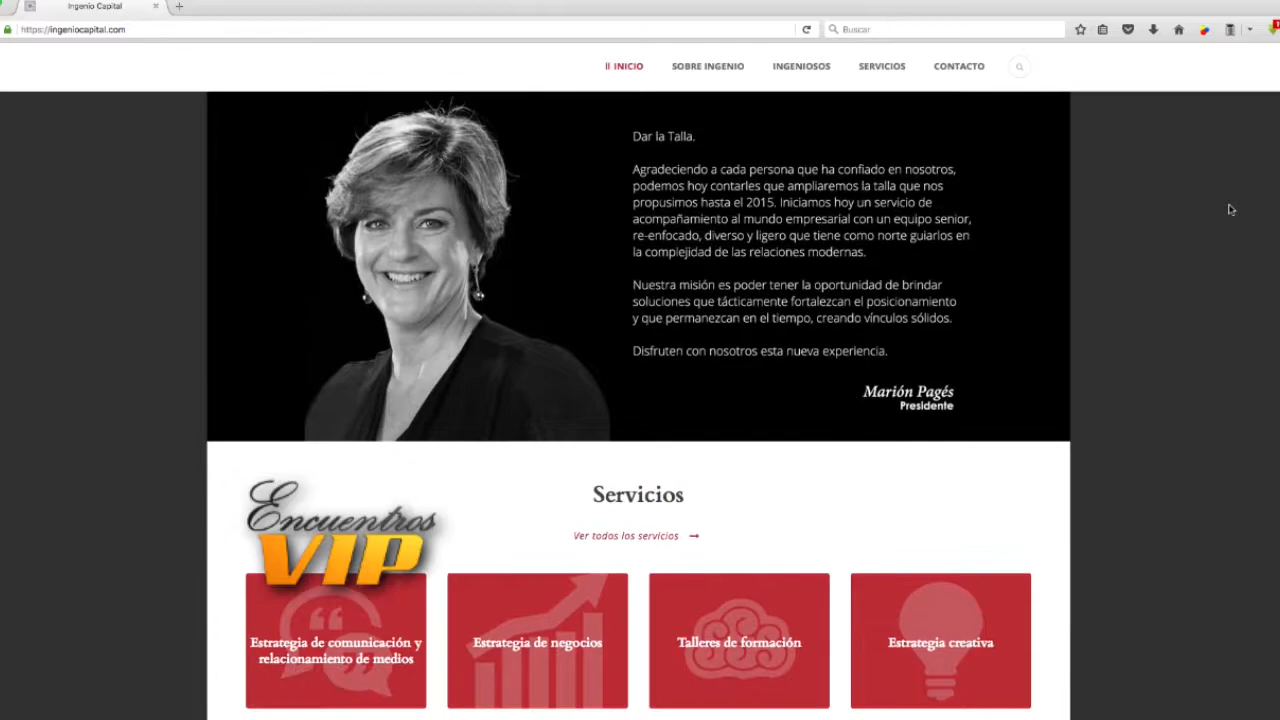 Ingenio Capital
https://ingeniocapital.com
Buscar
INICIO
SOBRE INGENIO
INGENIOSOS
SERVICIOS
CONTACTO
Dar la Talla.
Agradeciendo a cada persona que ha confiado en nosotros,
podemos hoy contarles que ampliaremos la talla que nos
propusimos hasta el 2015. Iniciamos hoy un servicio de
acompañamiento al mundo empresarial con un equipo senior,
re-enfocado, diverso y ligero que tiene como norte guiarlos en
la complejidad de las relaciones modernas.
Nuestra misión es poder tener la oportunidad de brindar
soluciones que tácticamente fortalezcan el posicionamiento
y que permanezcan en el tiempo, creando vínculos sólidos.
Disfruten con nosotros esta nueva experiencia.
Marión Pagés
Presidente
Servicios
Ver todos los servicios
Encuentros
VIP
Estrategia de comunicación y
relacionamiento de medios
Estrategia de negocios
Talleres de formación
Estrategia creativa